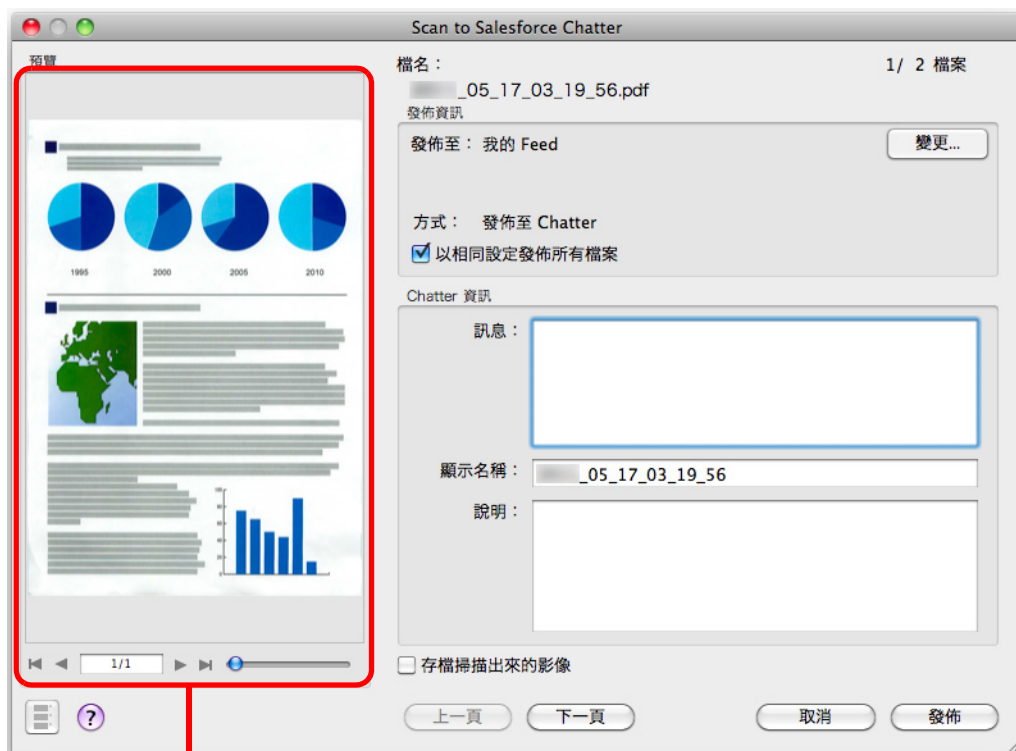 Scan to Salesforce Chatter
預覽
檔名：
1/ 2 檔案
_05_17_03_19_56.pdf
發佈資訊
發佈至： 我的 Feed
變更...
方式： 發佈至 Chatter
以相同設定發佈所有檔案
1995 2000 2005 2010
Chatter 資訊
訊息：
顯示名稱：
_05_17_03_19_56
說明：
1/1
存檔掃描出來的影像
?
上一頁
下一頁
取消
發佈